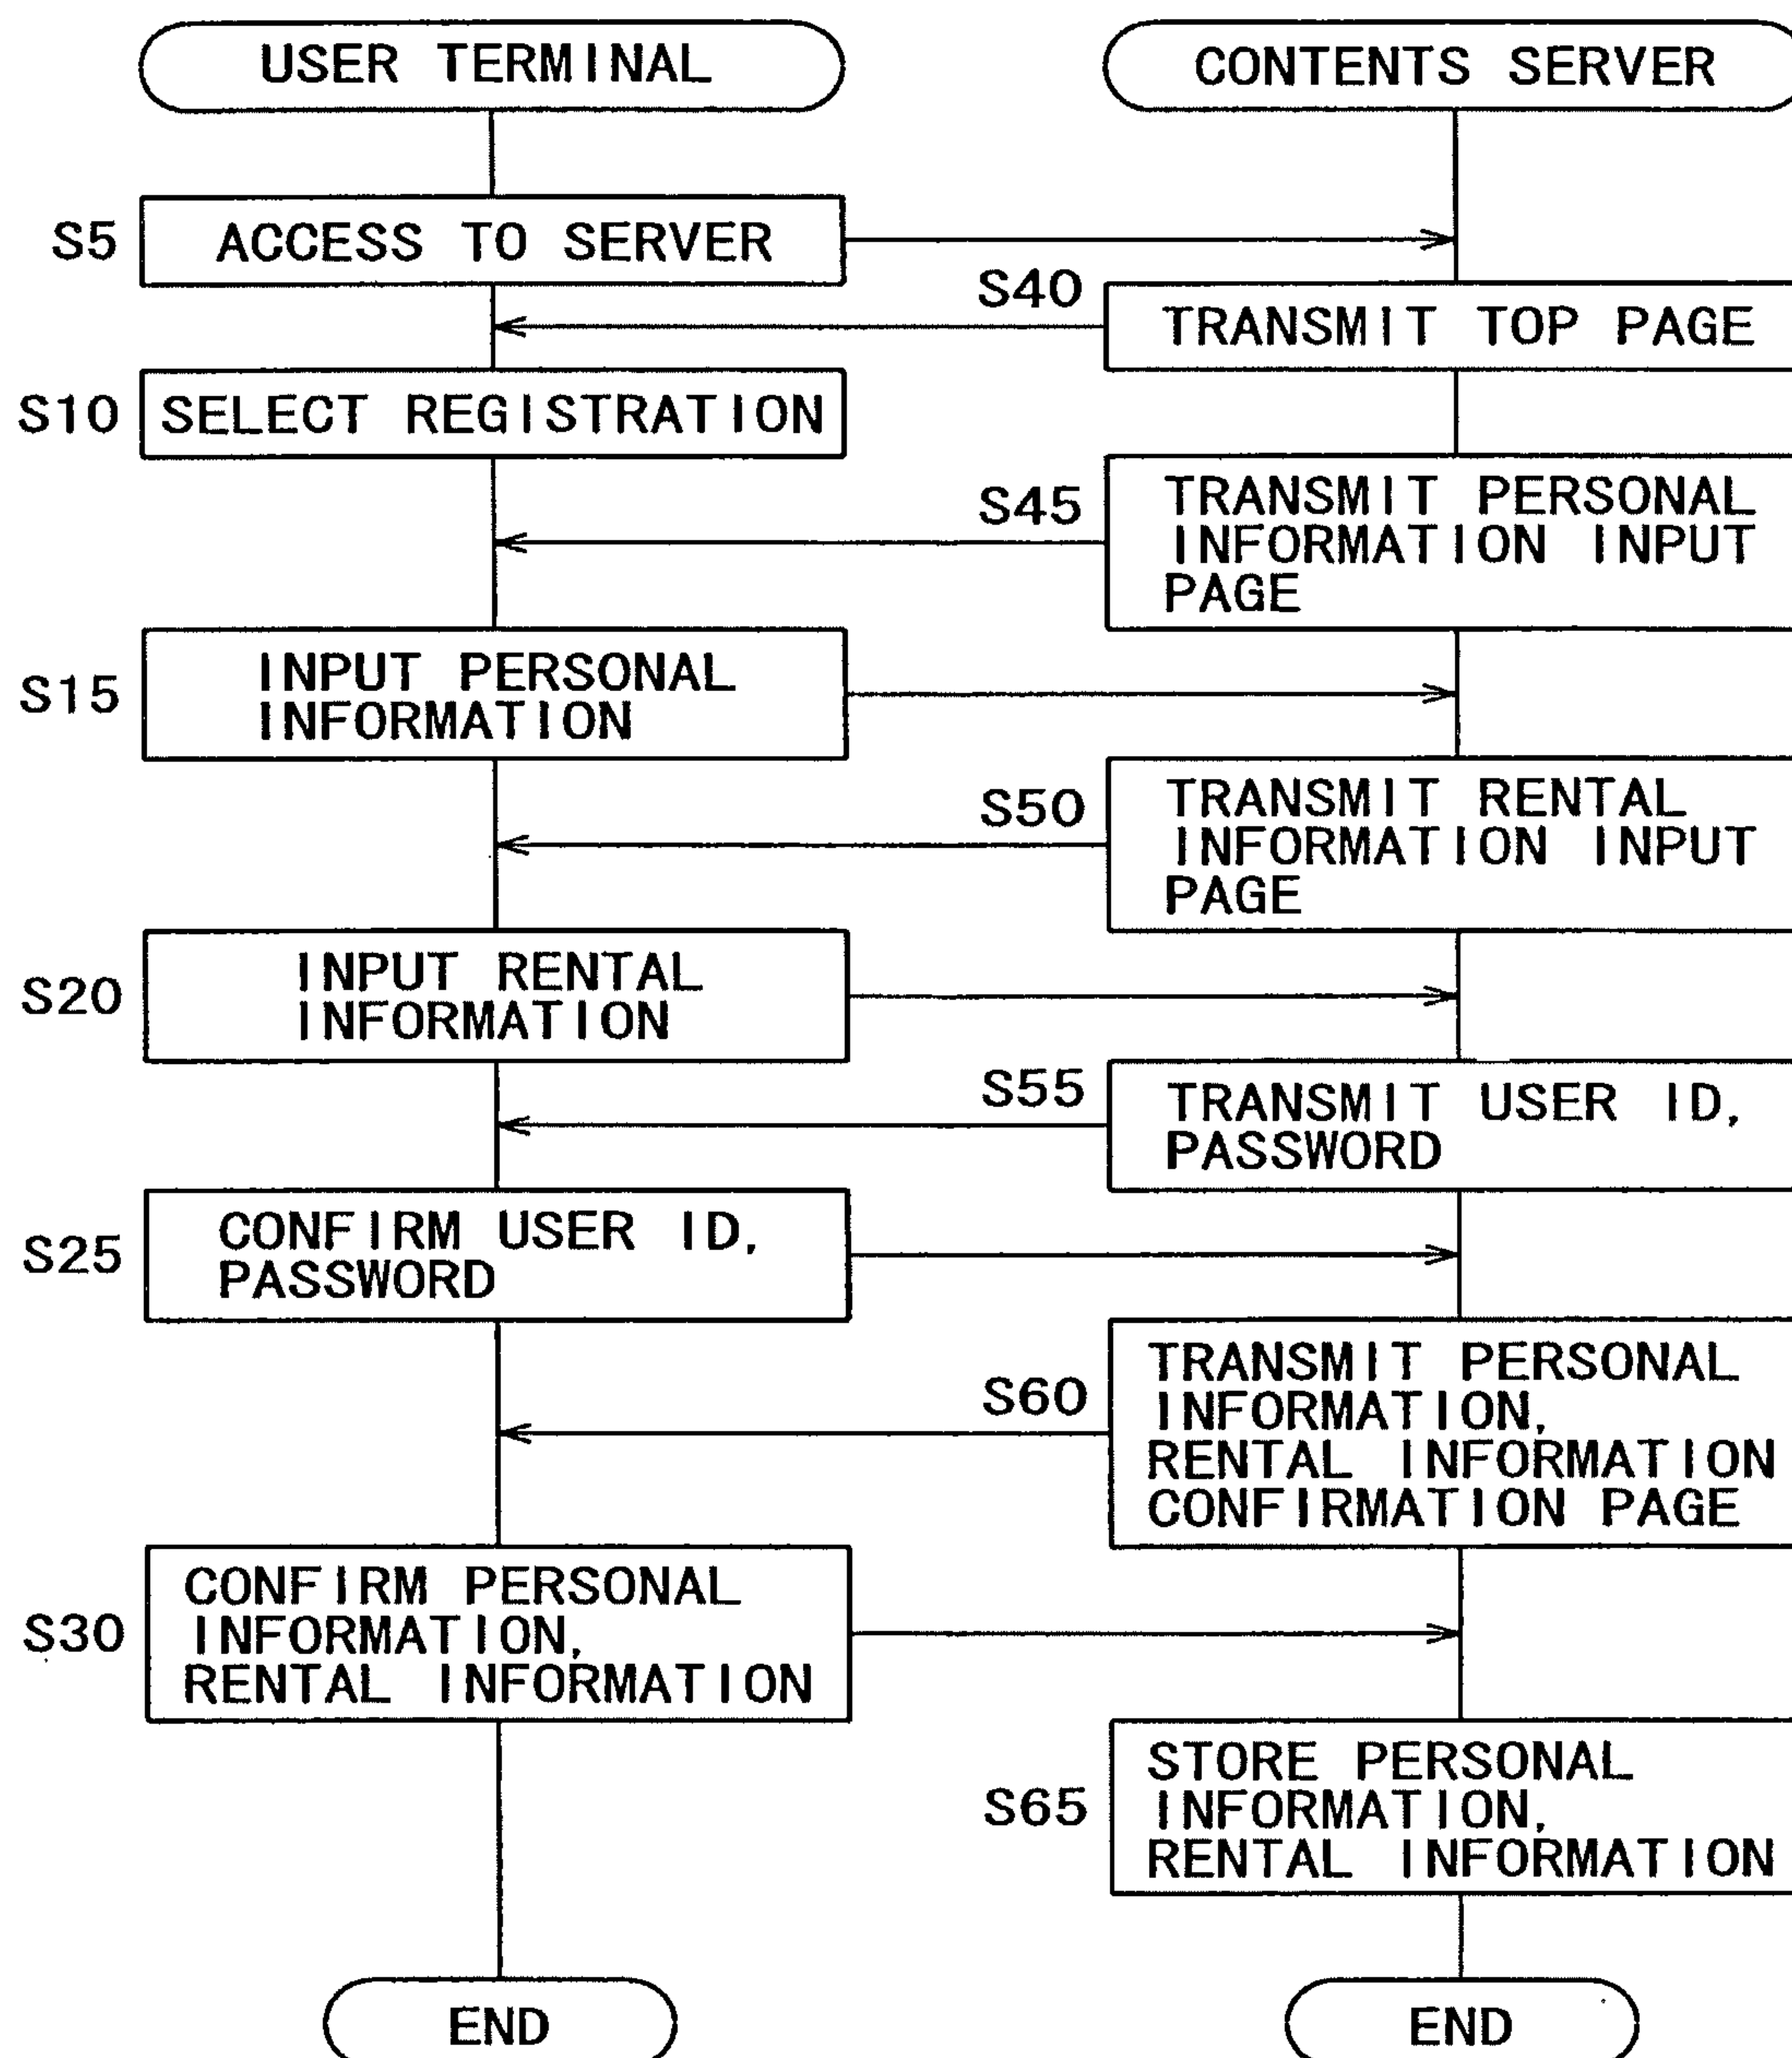 USER TERMINAL
CONTENTS SERVER
S5
ACCESS TO SERVER
S40
TRANSMIT TOP PAGE
S10
SELECT REGISTRATION
S45
TRANSMIT PERSONAL
INFORMATION INPUT
PAGE
S15
INPUT PERSONAL
INFORMATION
S50
TRANSMIT RENTAL
INFORMATION INPUT
PAGE
S20
INPUT RENTAL
INFORMATION
S55
TRANSMIT USER ID,
PASSWORD
S25
CONFIRM USER ID,
PASSWORD
S60
TRANSMIT PERSONAL
INFORMATION,
RENTAL INFORMATION
CONFIRMATION PAGE
S30
CONFIRM PERSONAL
INFORMATION,
RENTAL INFORMATION
S65
STORE PERSONAL
INFORMATION,
RENTAL INFORMATION
END
END